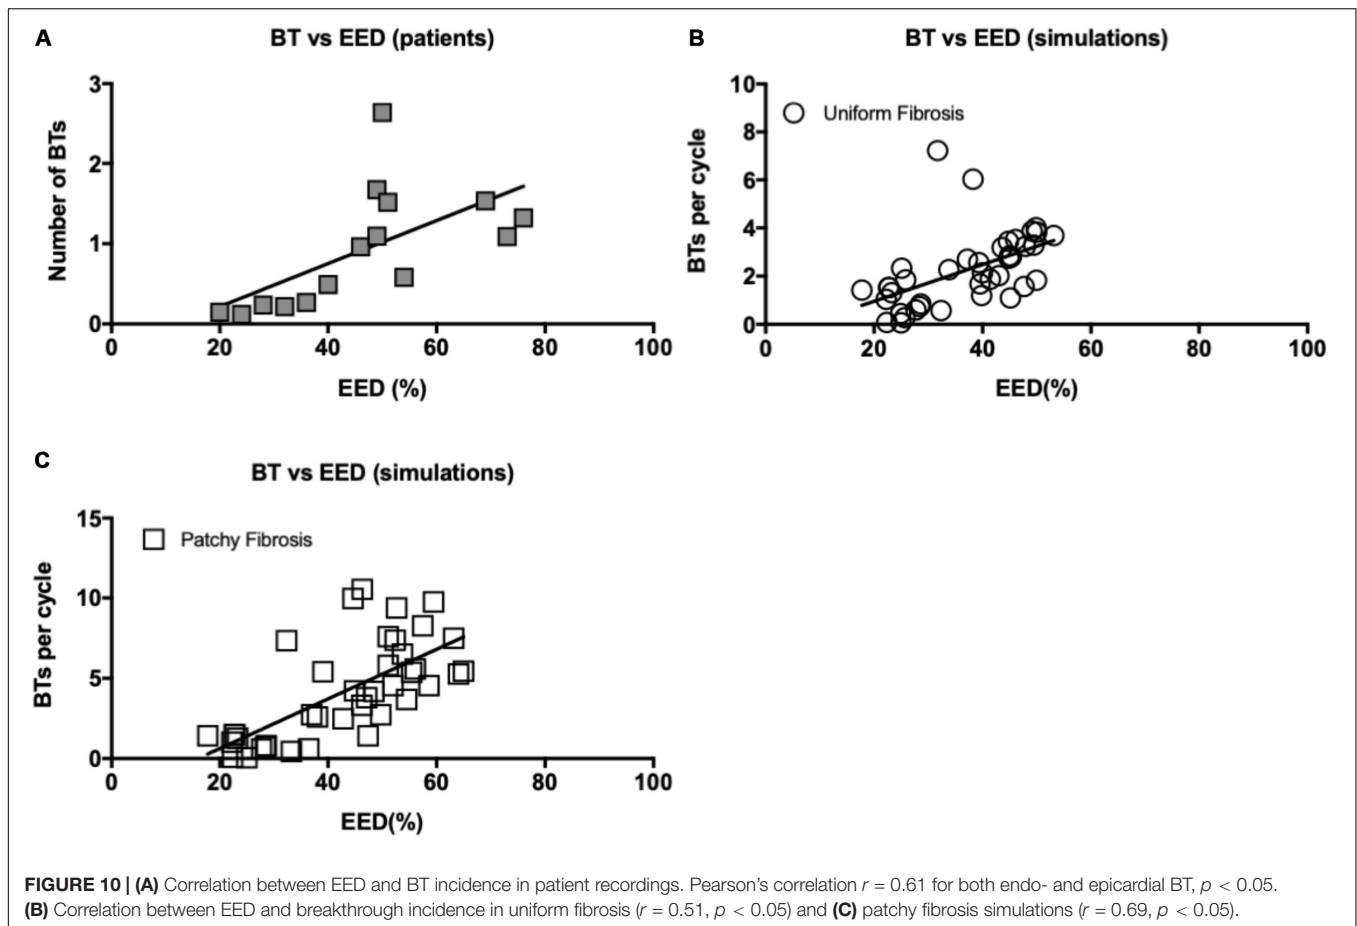 A
BT vs EED (patients)
Number of BTs
3
2
1
0
0 20 40 60 80 100
EED (%)
B
BT vs EED (simulations)
BTs per cycle
10
8
6
4
2
0
Uniform Fibrosis
0 20 40 60 80 100
EED(%)
C
BT vs EED (simulations)
BTs per cycle
15
10
5
0
Patchy Fibrosis
0 20 40 60 80 100
EED(%)
FIGURE 10 | (A) Correlation between EED and BT incidence in patient recordings. Pearson's correlation r = 0.61 for both endo- and epicardial BT, p < 0.05.
(B) Correlation between EED and breakthrough incidence in uniform fibrosis (r = 0.51, p < 0.05) and (C) patchy fibrosis simulations (r = 0.69, p < 0.05).